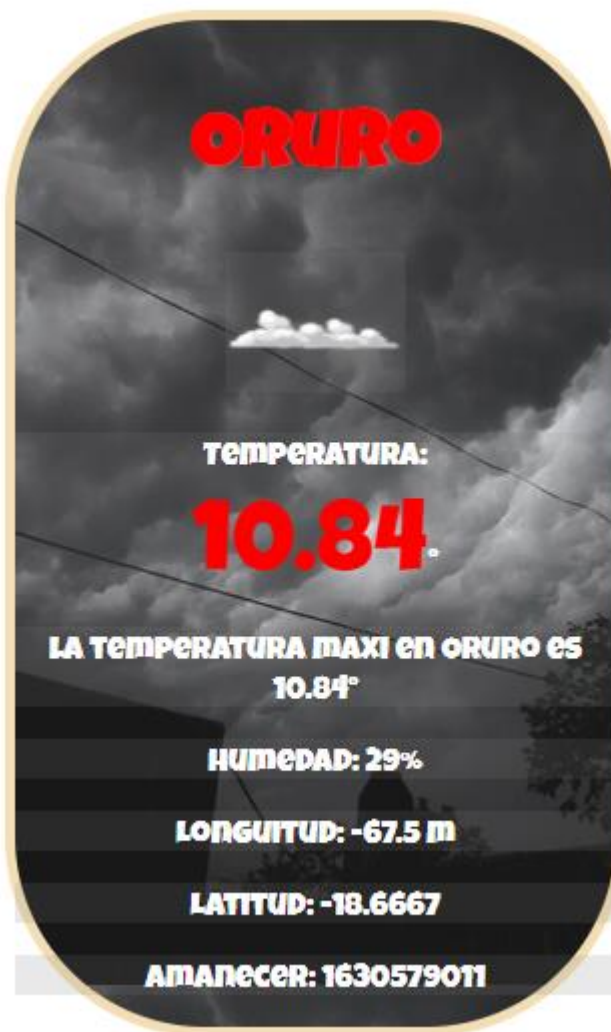 ORURO
Temperatura:
10.84°
La temperatura maxi en Oruro es
10.84°
Humedad: 29%
Longuitud: -67.5 m
Latitud: -18.6667
Amanecer: 1630579011